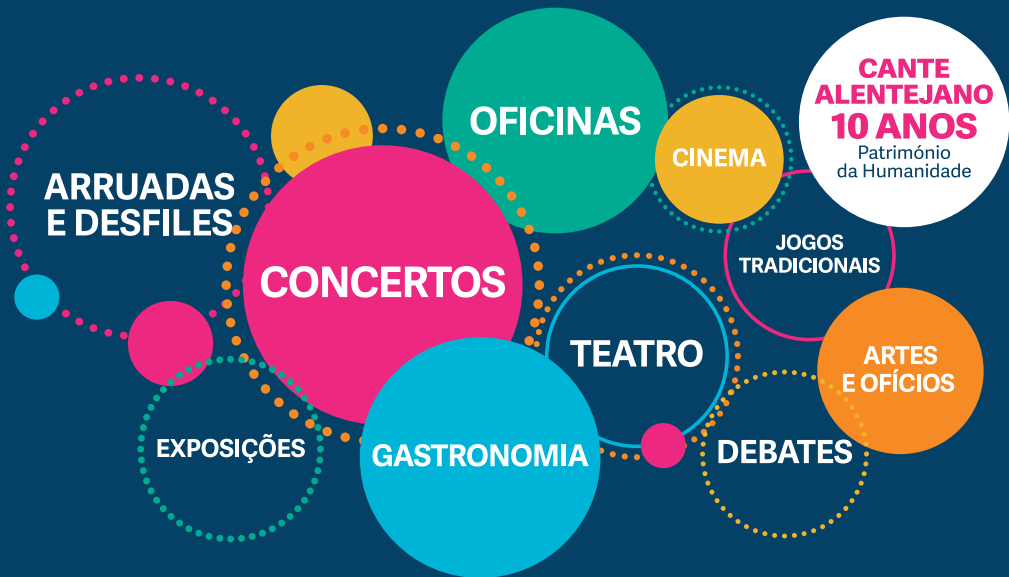 ARRUADAS
E DESFILES
CONCERTOS
OFICINAS
CINEMA
CANTE
ALENTEJANO
10 ANOS
Património
da Humanidade
JOGOS
TRADICIONAIS
TEATRO
ARTES
E OFÍCIOS
EXPOSIÇÕES
GASTRONOMIA
DEBATES